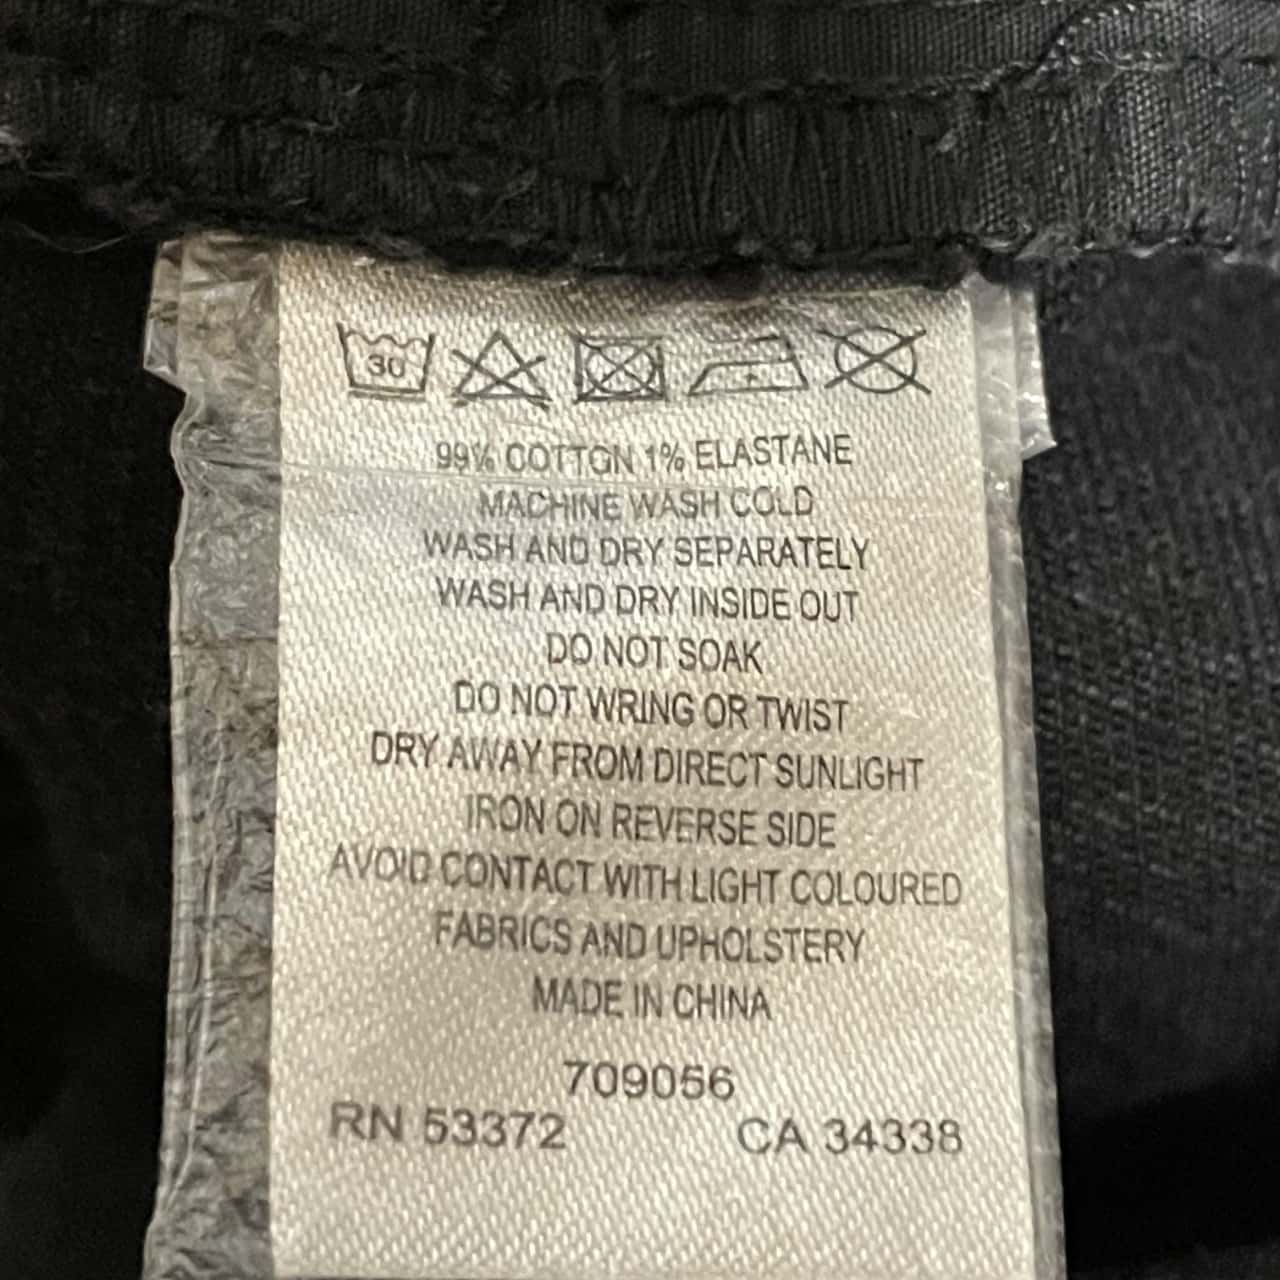 30
99% COTTON 1% ELASTANE
MACHINE WASH COLD
WASH AND DRY SEPARATELY
WASH AND DRY INSIDE OUT
DO NOT SOAK
DO NOT WRING OR TWIST
DRY AWAY FROM DIRECT SUNLIGHT
IRON ON REVERSE SIDE
AVOID CONTACT WITH LIGHT COLOURED
FABRICS AND UPHOLSTERY
MADE IN CHINA
709056
RN 53372 CA 34338